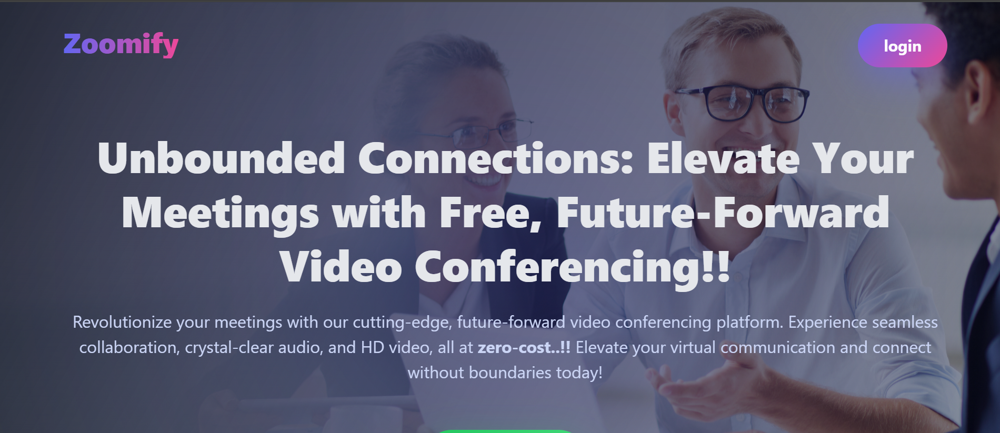 Zoomify
login
Unbounded Connections: Elevate Your
Meetings with Free, Future-Forward
Video Conferencing!!
Revolutionize your meetings with our cutting-edge, future-forward video conferencing platform. Experience seamless
collaboration, crystal-clear audio, and HD video, all at zero-cost..!! Elevate your virtual communication and connect
without boundaries today!